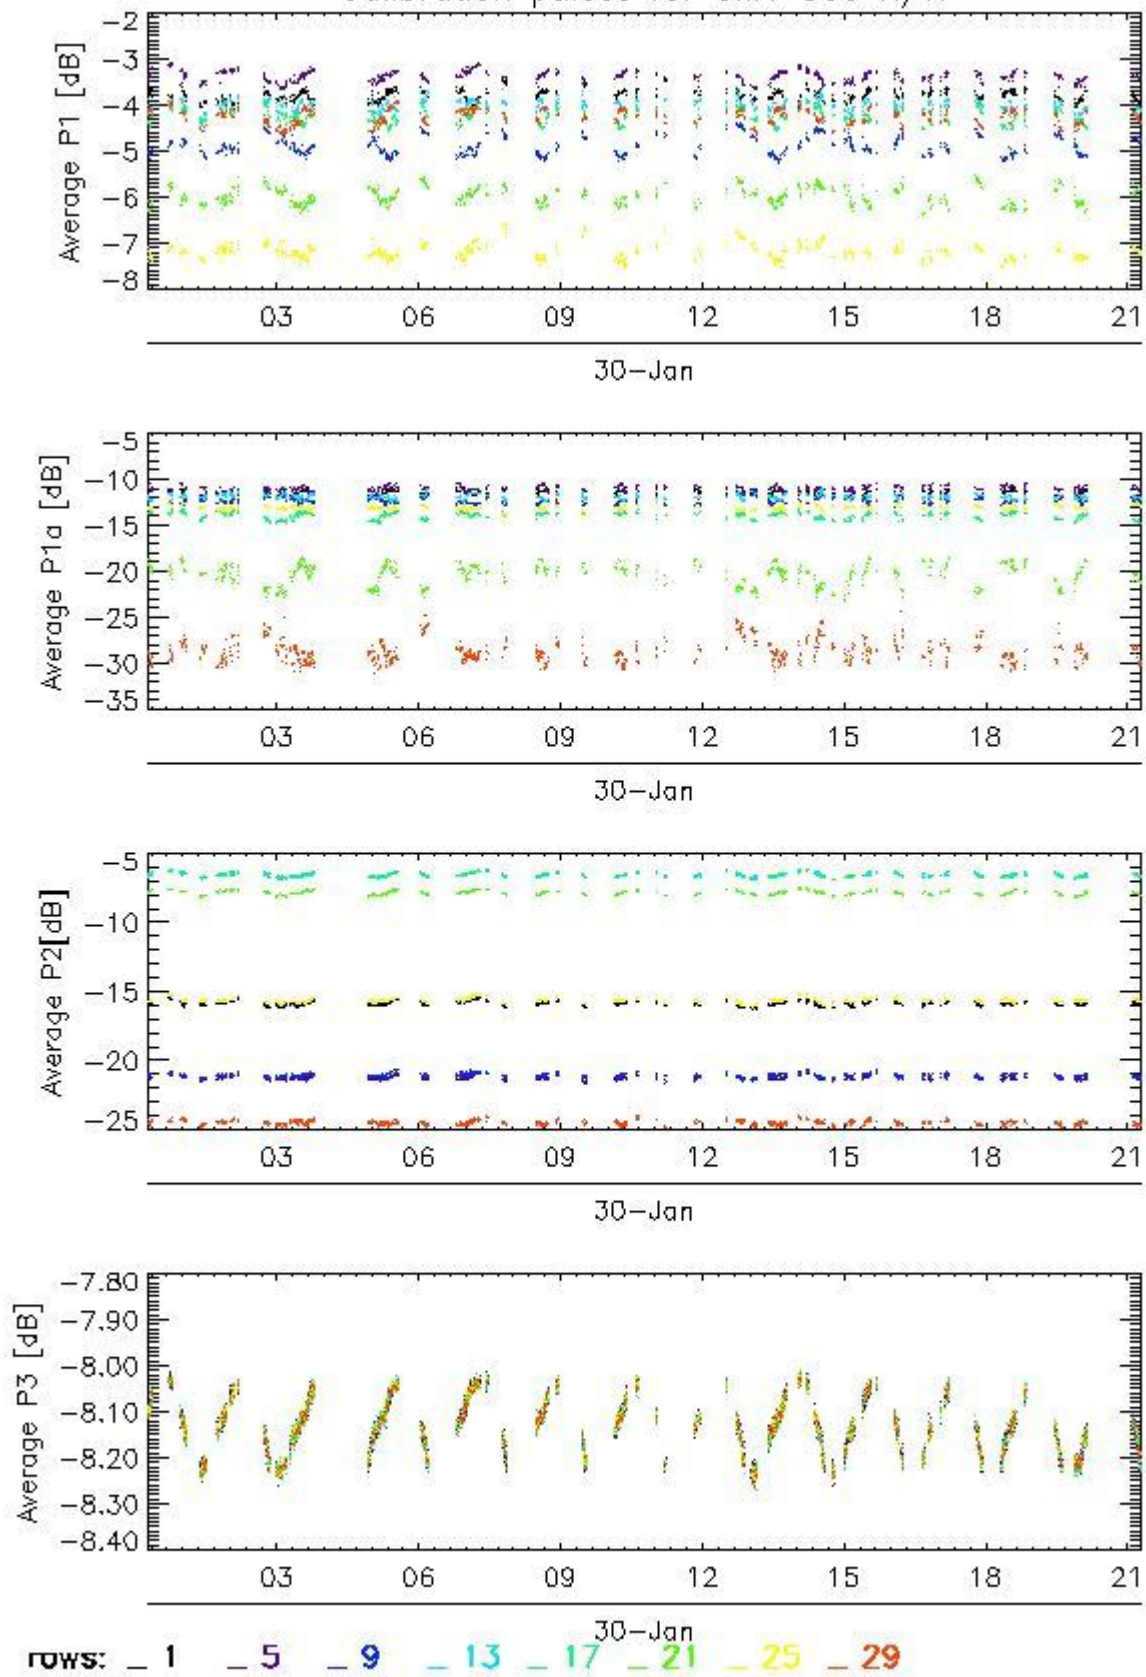 Average P1 [dB]
-2
-3
-4
-5
-6
-7
-8
03 06 09 12 15 18 21
30-Jan
Average P1a [dB]
-5
-10
-15
-20
-25
-30
-35
03 06 09 12 15 18 21
30-Jan
Average P2[dB]
-5
-10
-15
-20
-25
03 06 09 12 15 18 21
30-Jan
Average P3 [dB]
-7.80
-7.90
-8.00
-8.10
-8.20
-8.30
-8.40
03 06 09 12 15 18 21
30-Jan
rows: _ 1 _ 5 _ 9 _ 13 _ 17 _ 21 _ 25 _ 29